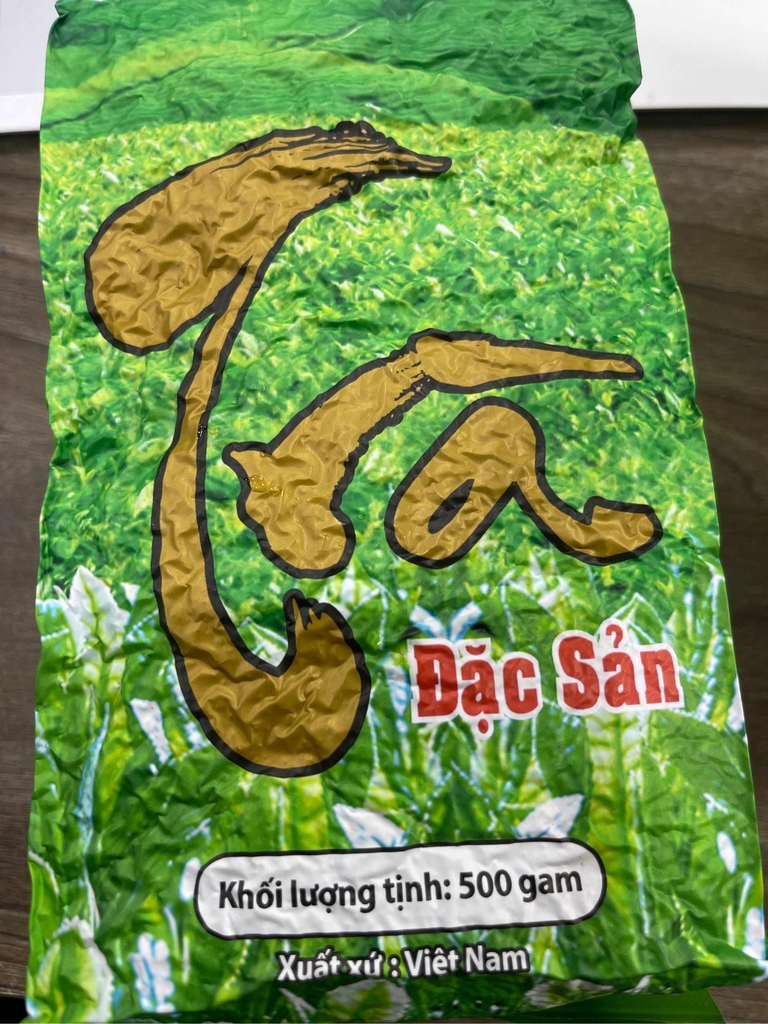 Trà
Đặc Sản
Khối lượng tịnh: 500 gam
Xuất xứ : Việt Nam